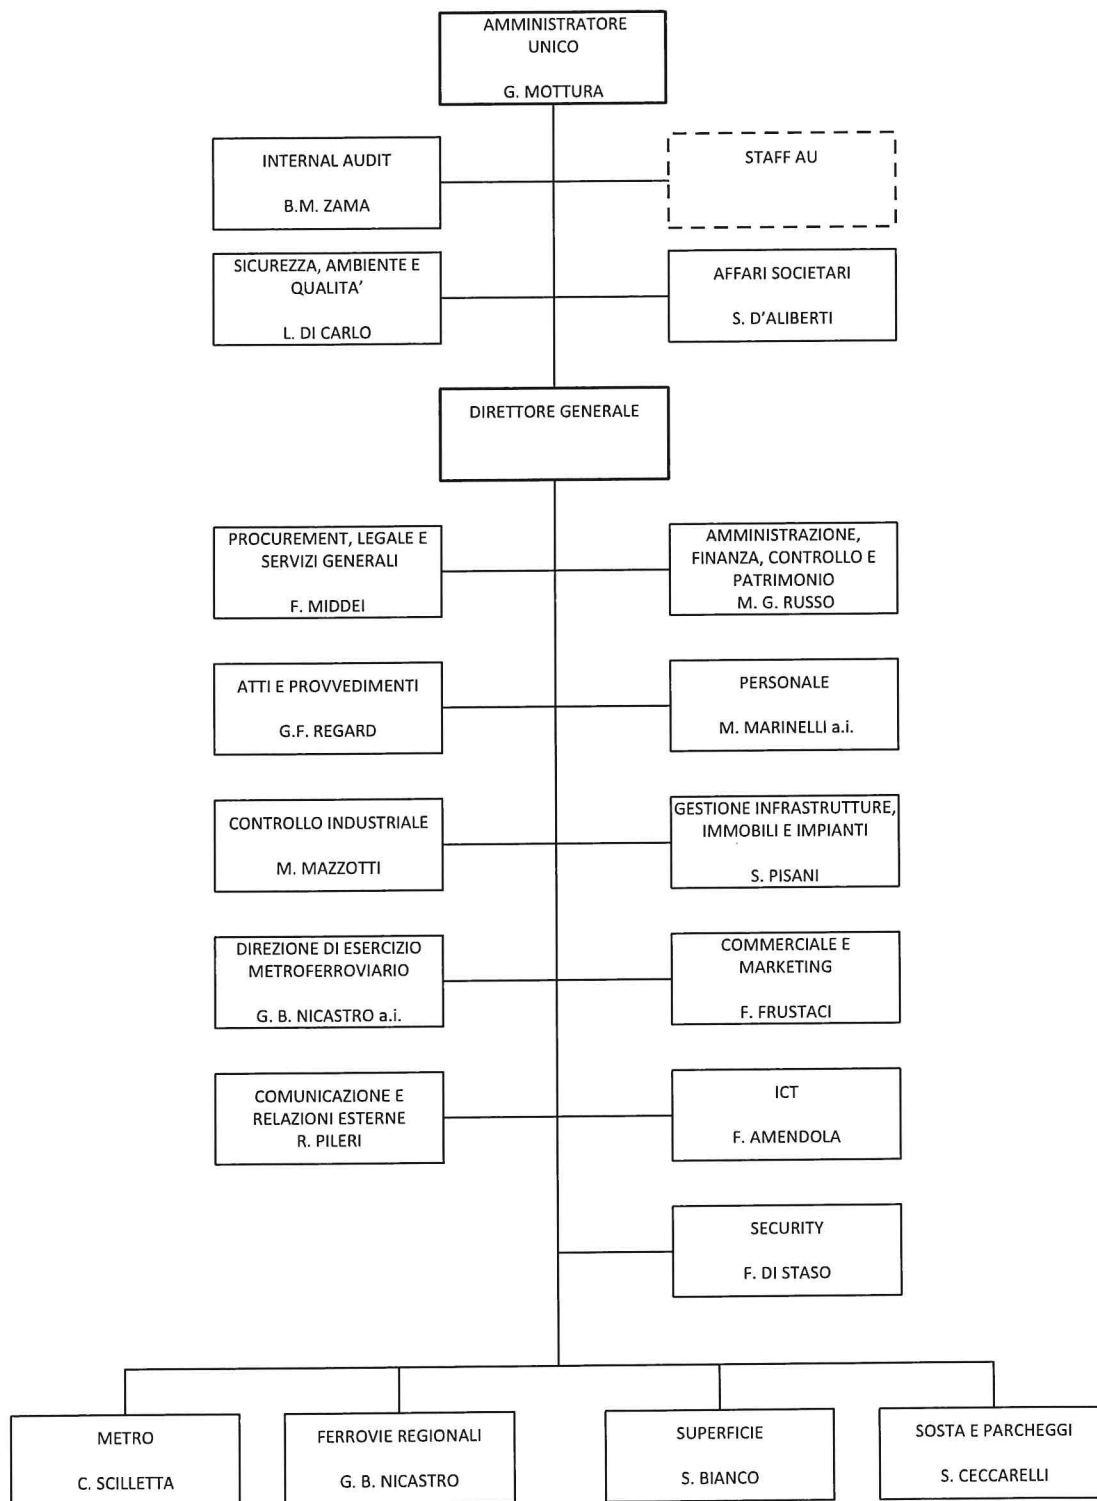 AMMINISTRATORE
UNICO
G. MOTTURA
INTERNAL AUDIT
B.M. ZAMA
STAFF AU
SICUREZZA, AMBIENTE E
QUALITA’
L. DI CARLO
AFFARI SOCIETARI
S. D’ALIBERTI
DIRETTORE GENERALE
PROCUREMENT, LEGALE E
SERVIZI GENERALI
F. MIDDEI
AMMINISTRAZIONE,
FINANZA, CONTROLLO E
PATRIMONIO
M. G. RUSSO
ATTI E PROVVEDIMENTI
G.F. REGARD
PERSONALE
M. MARINELLI a.i.
CONTROLLO INDUSTRIALE
M. MAZZOTTI
GESTIONE INFRASTRUTTURE,
IMMOBILI E IMPIANTI
S. PISANI
DIREZIONE DI ESERCIZIO
METROFERROVIARIO
G. B. NICASTRO a.i.
COMMERCIALE E
MARKETING
F. FRUSTACI
COMUNICAZIONE E
RELAZIONI ESTERNE
R. PILERI
ICT
F. AMENDOLA
SECURITY
F. DI STASO
METRO
C. SCILLETTA
FERROVIE REGIONALI
G. B. NICASTRO
SUPERFICIE
S. BIANCO
SOSTA E PARCHEGGI
S. CECCARELLI